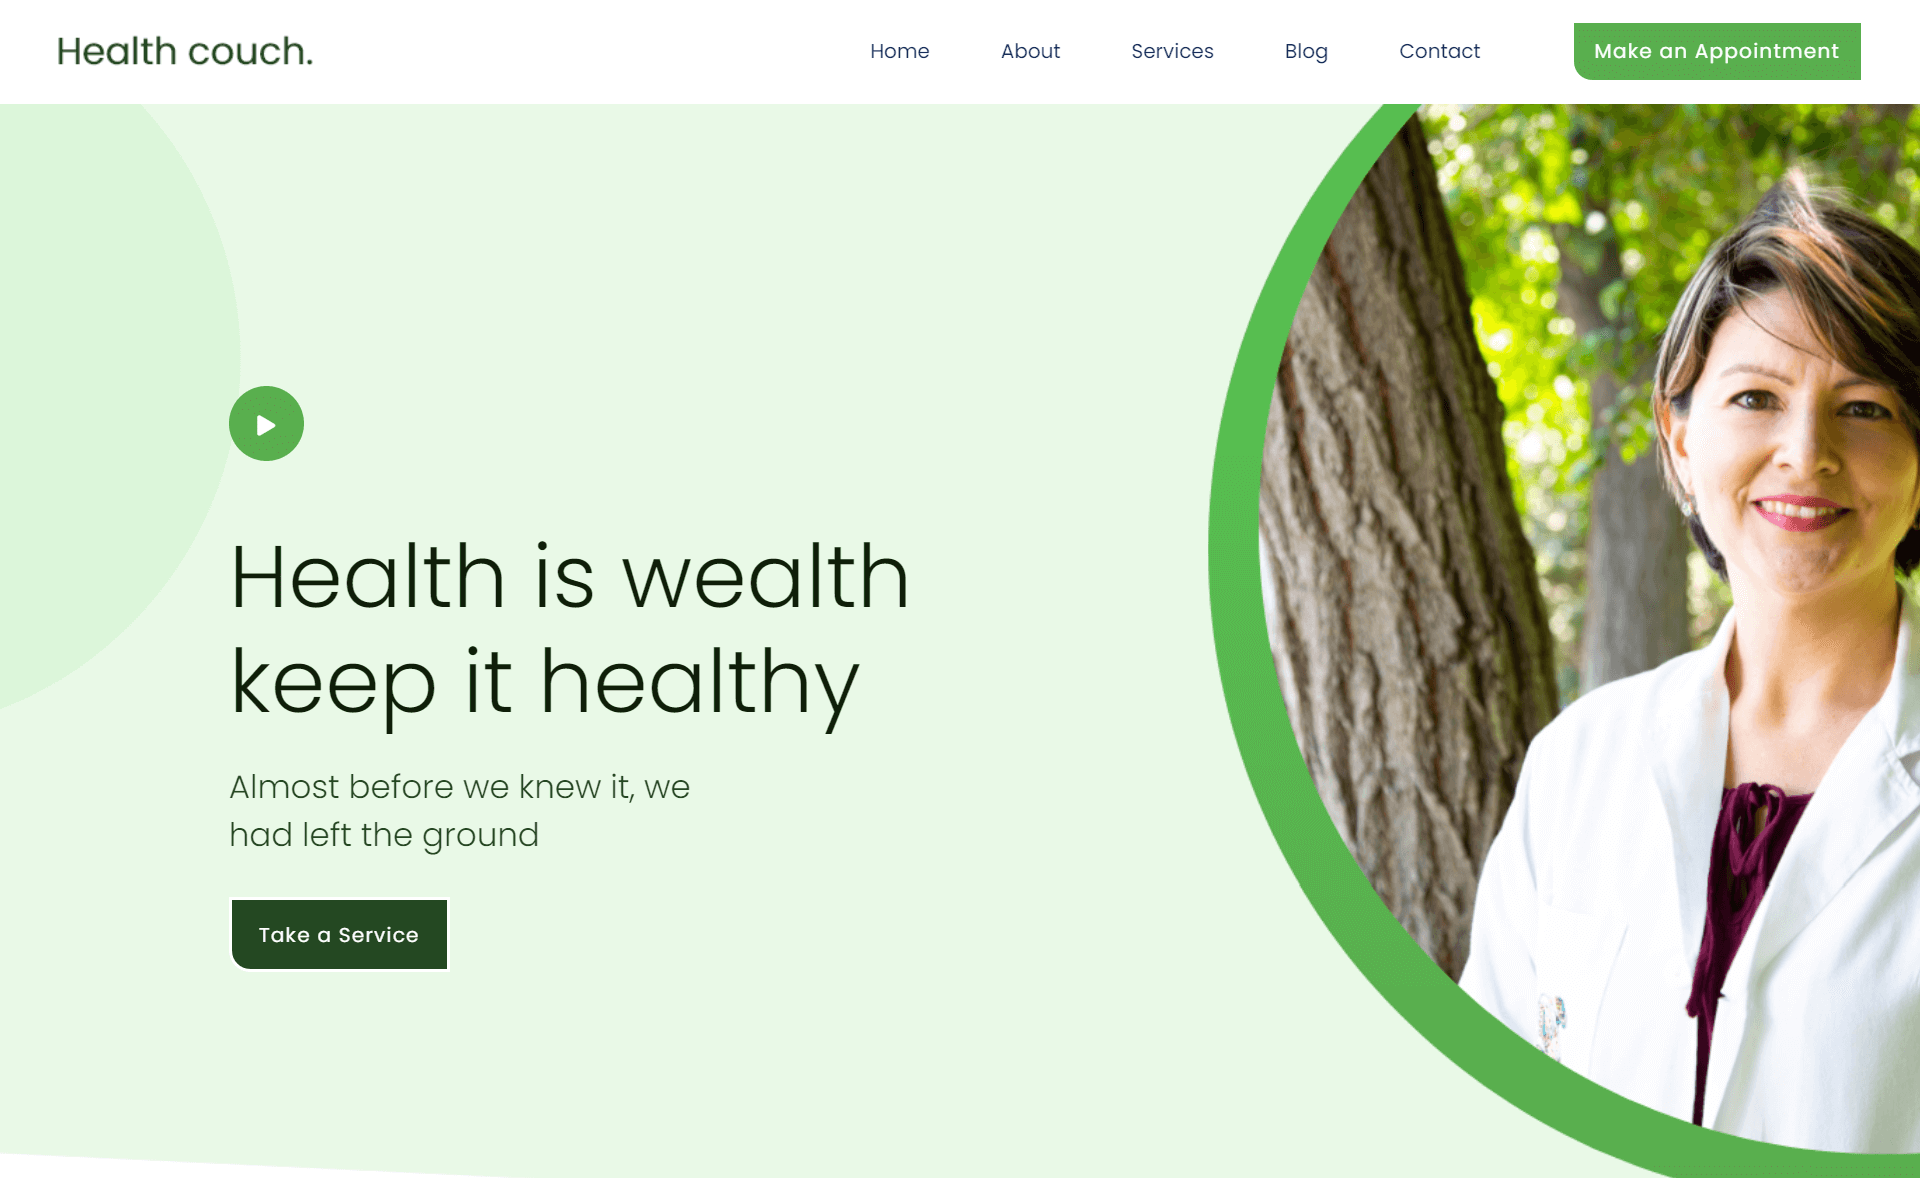 Health couch.
Home
About
Services
Blog
Contact
Make an Appointment
Health is wealth
keep it healthy
Almost before we knew it, we
had left the ground
Take a Service